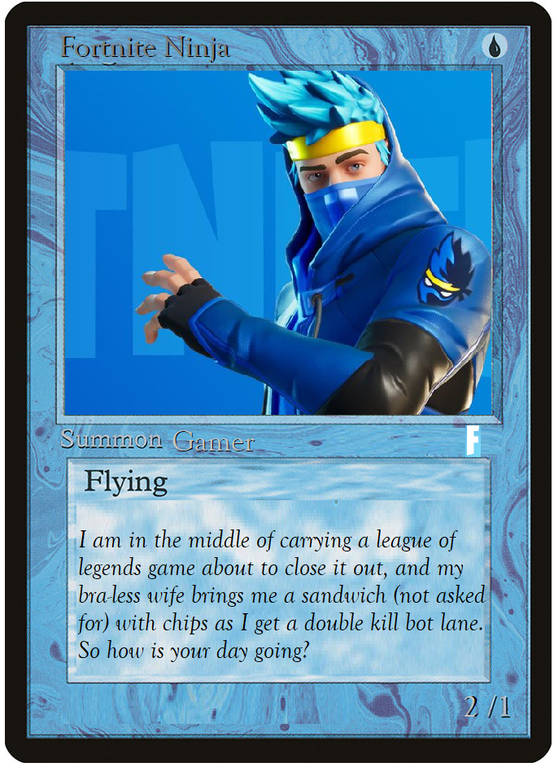 Fortnite Ninja
TNI
Summon Gamer
F
Flying
I am in the middle of carrying a league of
legends game about to close it out, and my
bra-less wife brings me a sandwich (not asked
for) with chips as I get a double kill bot lane.
So how is your day going?
2/1